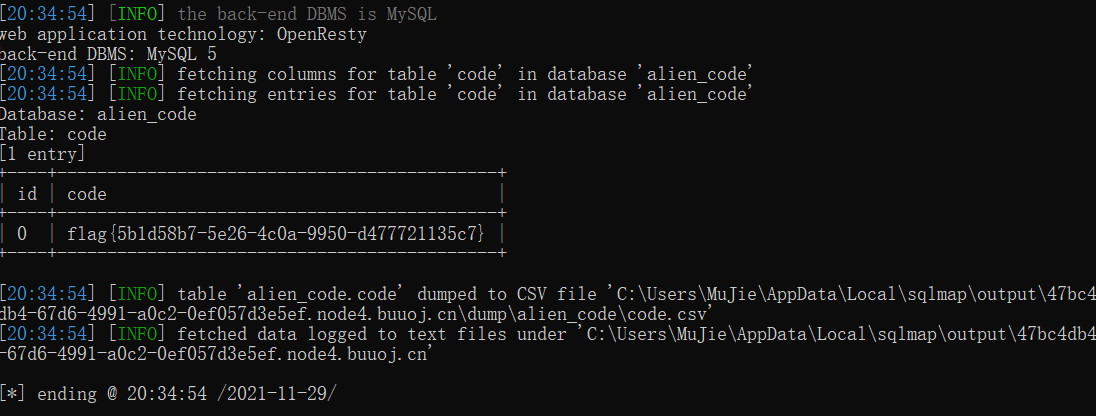 [20:34:54] [INFO] the back-end DBMS is MySQL
web application technology: OpenResty
back-end DBMS: MySQL 5
[20:34:54] [INFO] fetching columns for table 'code' in database 'alien_code'
[20:34:54] [INFO] fetching entries for table 'code' in database 'alien_code'
Database: alien_code
Table: code
[1 entry]
+----+--------------------------------------------+
| id | code                                       |
+----+--------------------------------------------+
| 0  | flag{5b1d58b7-5e26-4c0a-9950-d477721135c7} |
+----+--------------------------------------------+
[20:34:54] [INFO] table 'alien_code.code' dumped to CSV file 'C:\Users\MuJie\AppData\Local\sqlmap\output\47bc4
db4-67d6-4991-a0c2-0ef057d3e5ef.node4.buuoj.cn\dump\alien_code\code.csv'
[20:34:54] [INFO] fetched data logged to text files under 'C:\Users\MuJie\AppData\Local\sqlmap\output\47bc4db4
-67d6-4991-a0c2-0ef057d3e5ef.node4.buuoj.cn'
[*] ending @ 20:34:54 /2021-11-29/